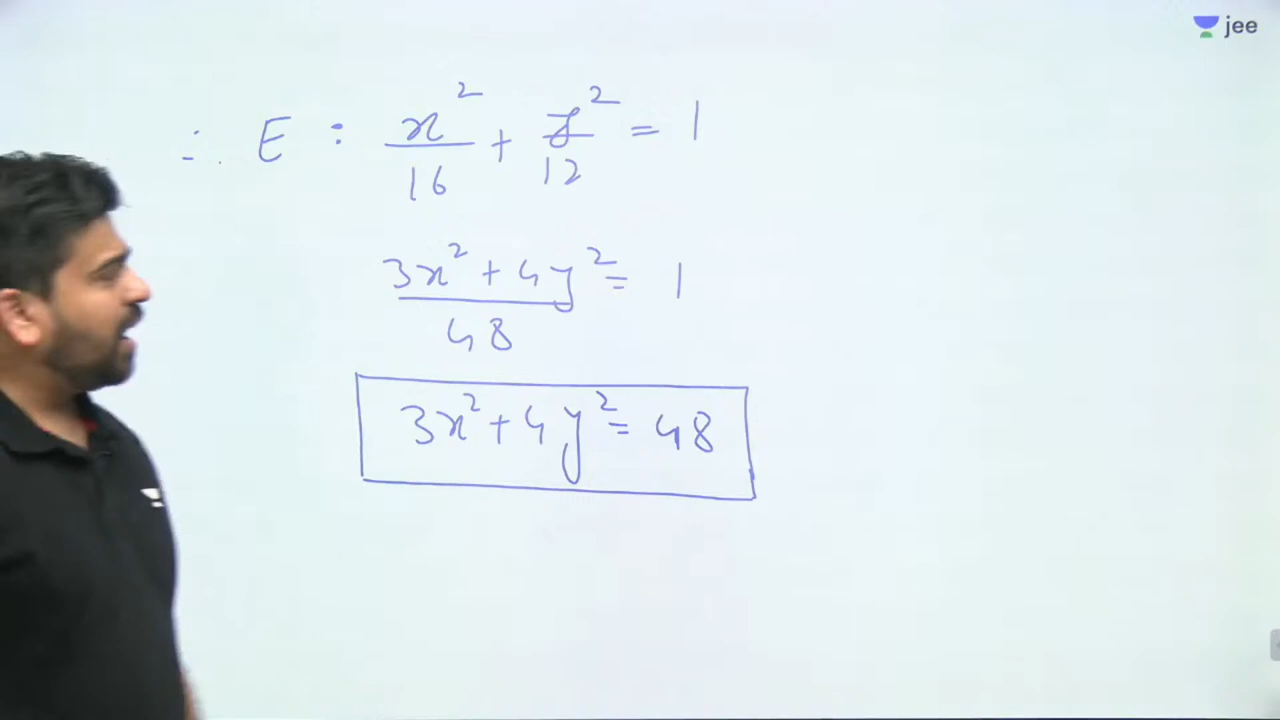 jee
∴ E : x²/16 + y²/12 = 1
(3x² + 4y²)/48 = 1
3x² + 4y² = 48